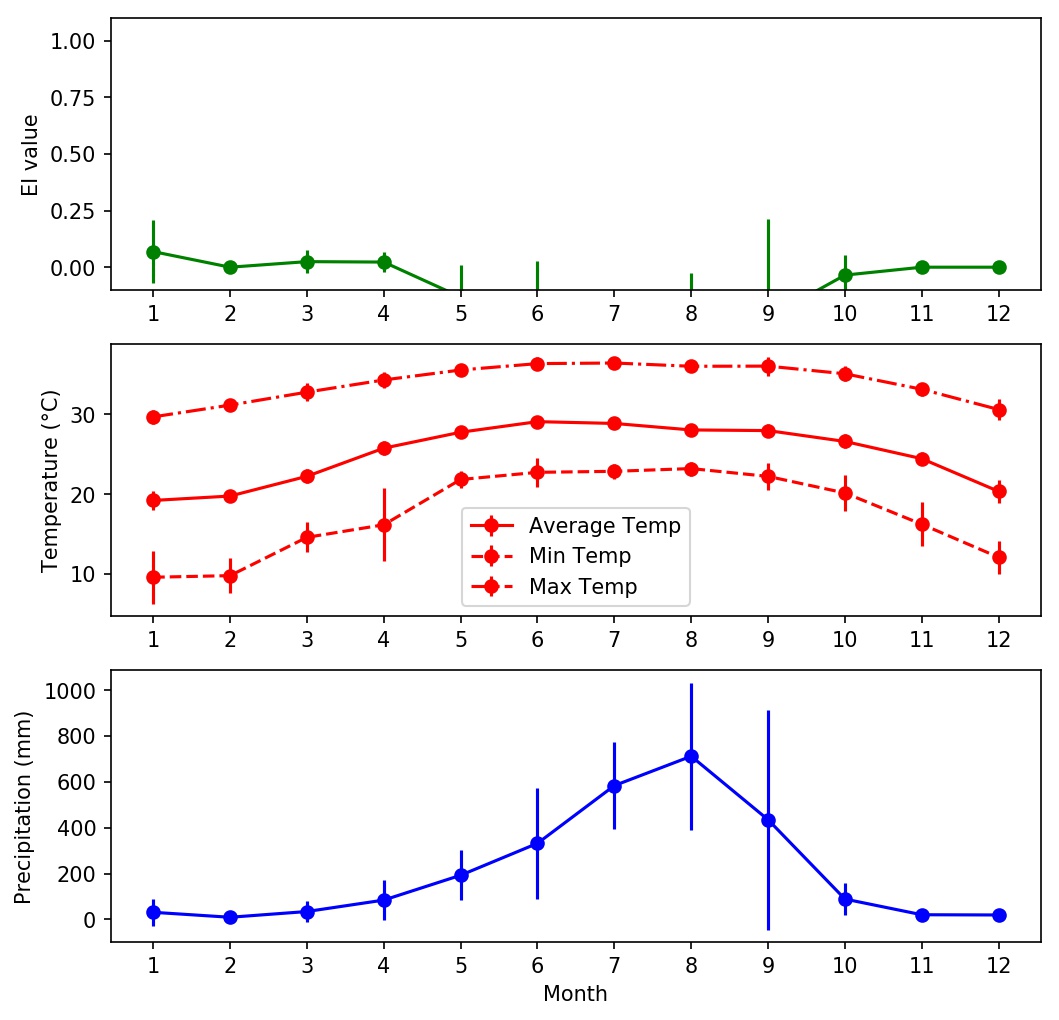 EI value
1.00
0.75
0.50
0.25
0.00
1 2 3 4 5 6 7 8 9 10 11 12
Temperature (°C)
30
20
10
Average Temp
Min Temp
Max Temp
1 2 3 4 5 6 7 8 9 10 11 12
Precipitation (mm)
1000
800
600
400
200
0
1 2 3 4 5 6 7 8 9 10 11 12
Month